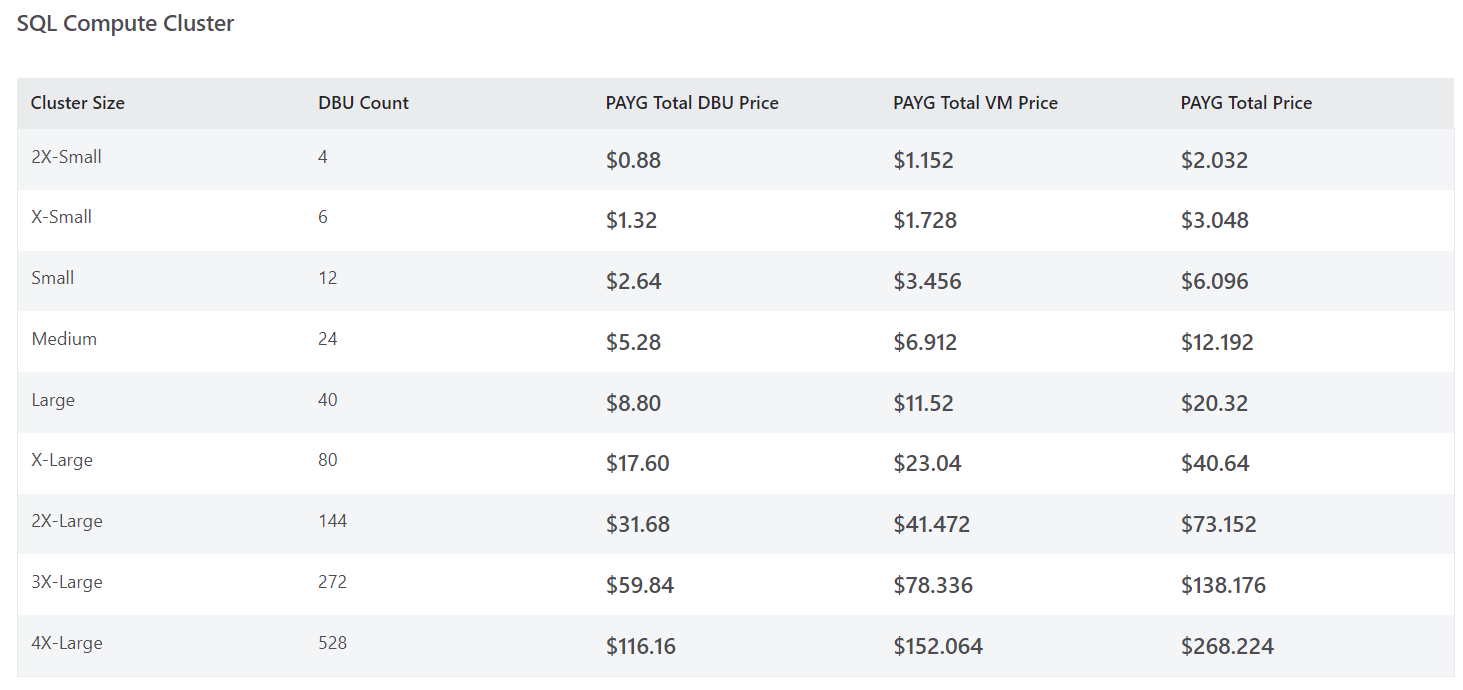 SQL Compute Cluster
Cluster Size DBU Count PAYG Total DBU Price PAYG Total VM Price PAYG Total Price
2X-Small 4 $0.88 $1.152 $2.032
X-Small 6 $1.32 $1.728 $3.048
Small 12 $2.64 $3.456 $6.096
Medium 24 $5.28 $6.912 $12.192
Large 40 $8.80 $11.52 $20.32
X-Large 80 $17.60 $23.04 $40.64
2X-Large 144 $31.68 $41.472 $73.152
3X-Large 272 $59.84 $78.336 $138.176
4X-Large 528 $116.16 $152.064 $268.224